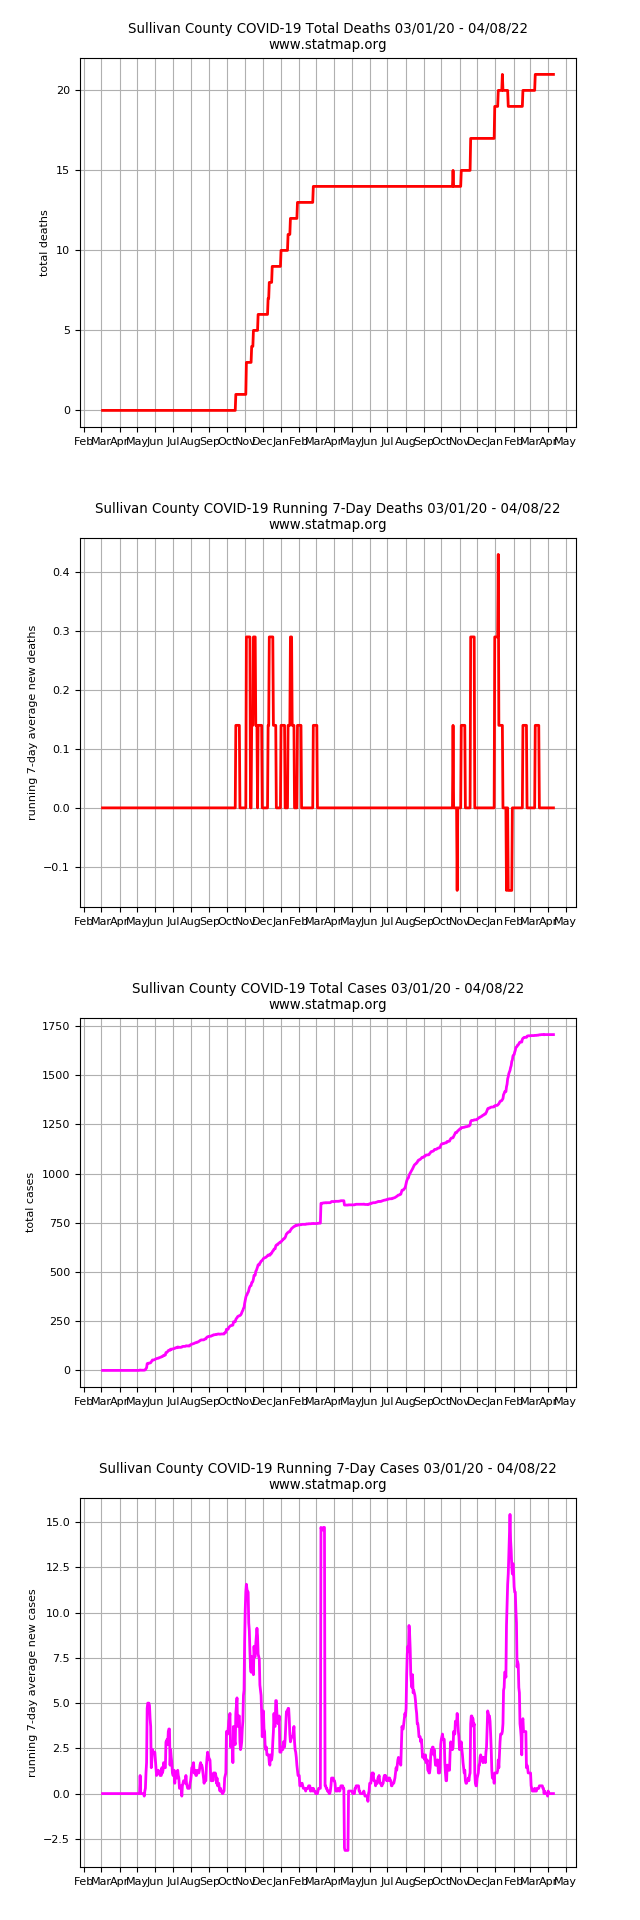 Sullivan County COVID-19 Total Deaths 03/01/20 - 04/08/22
www.statmap.org
20
15
10
5
0
total deaths
Feb Mar Apr May Jun Jul Aug Sep Oct Nov Dec Jan Feb Mar Apr May Jun Jul Aug Sep Oct Nov Dec Jan Feb Mar Apr May
Sullivan County COVID-19 Running 7-Day Deaths 03/01/20 - 04/08/22
www.statmap.org
0.4
0.3
0.2
0.1
0.0
−0.1
running 7-day average new deaths
Feb Mar Apr May Jun Jul Aug Sep Oct Nov Dec Jan Feb Mar Apr May Jun Jul Aug Sep Oct Nov Dec Jan Feb Mar Apr May
Sullivan County COVID-19 Total Cases 03/01/20 - 04/08/22
www.statmap.org
1750
1500
1250
1000
750
500
250
0
total cases
Feb Mar Apr May Jun Jul Aug Sep Oct Nov Dec Jan Feb Mar Apr May Jun Jul Aug Sep Oct Nov Dec Jan Feb Mar Apr May
Sullivan County COVID-19 Running 7-Day Cases 03/01/20 - 04/08/22
www.statmap.org
15.0
12.5
10.0
7.5
5.0
2.5
0.0
−2.5
running 7-day average new cases
Feb Mar Apr May Jun Jul Aug Sep Oct Nov Dec Jan Feb Mar Apr May Jun Jul Aug Sep Oct Nov Dec Jan Feb Mar Apr May